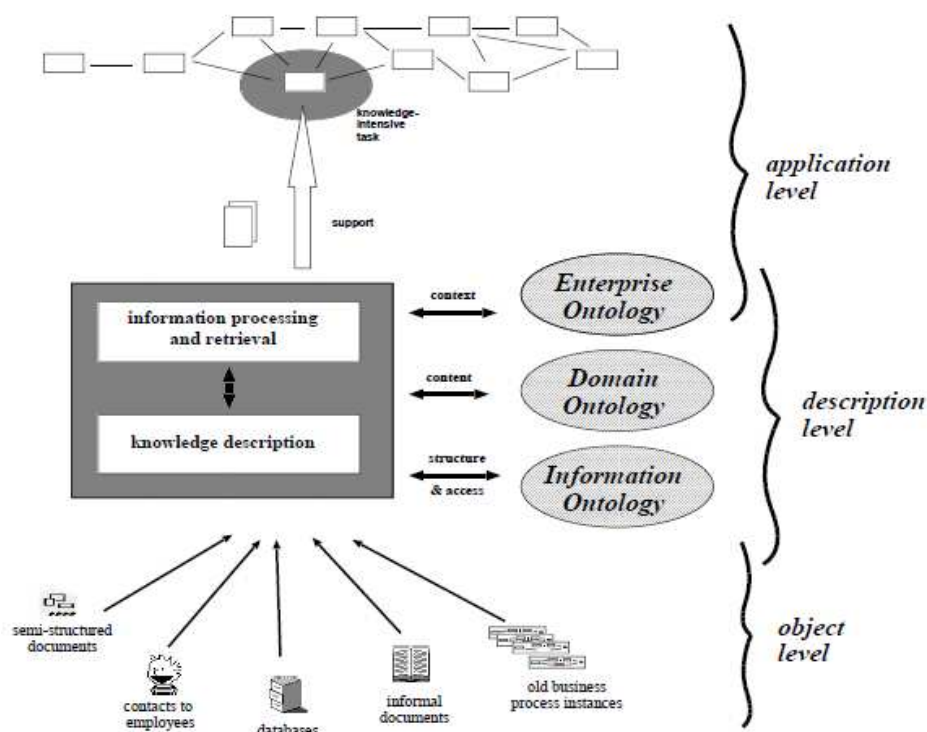 knowledge-
intensive
task
application
level
support
Enterprise
Ontology
context
information processing
and retrieval
Domain
Ontology
content
description
level
knowledge description
structure
& access
Information
Ontology
semi-structured
documents
contacts to
employees
databases
informal
documents
old business
process instances
object
level